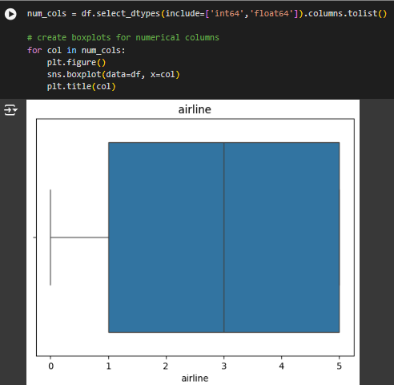 num_cols = df.select_dtypes(include=['int64','float64']).columns.tolist()
# create boxplots for numerical columns
for col in num_cols:
    plt.figure()
    sns.boxplot(data=df, x=col)
    plt.title(col)
airline
0 1 2 3 4 5
airline